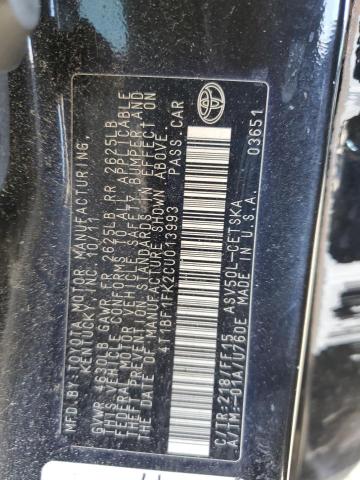 MFD BY:TOYOTA MOTOR MANUFACTURING,
KENTUCKY, INC. 10/11
GVWR 4630LB GAWR FR 2625LB RR 2625LB
THIS VEHICLE CONFORMS TO ALL APPLICABLE
FEDERAL MOTOR VEHICLE SAFETY, BUMPER, AND
THEFT PREVENTION STANDARDS IN EFFECT ON
THE DATE OF MANUFACTURE SHOWN ABOVE.
4T1BF1FK2CU013993 PASS.CAR
C/TR:218/FE15 ASV50L-CETSKA
A/TM:-01A/U760E MADE IN U.S.A. 03651